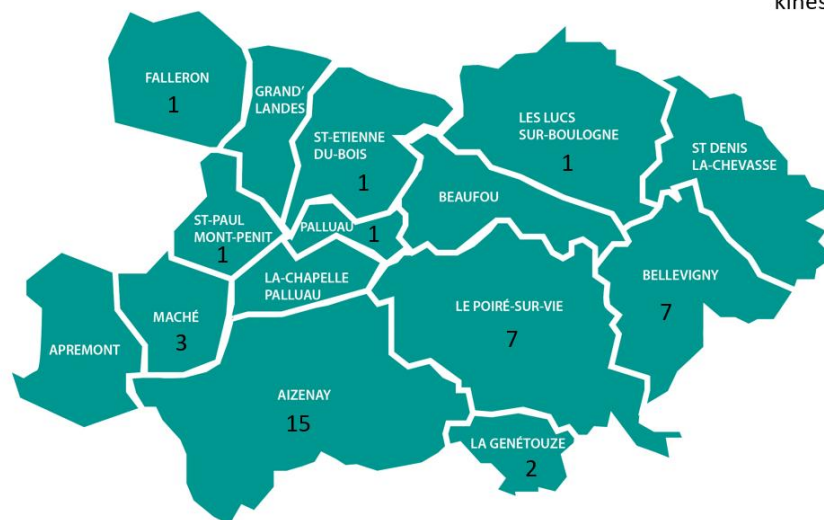 kinés
FALLERON
1
GRAND'
LANDES
ST-ETIENNE
DU-BOIS
1
LES LUCS
SUR-BOULOGNE
1
ST DENIS
LA-CHEVASSE
BEAUFOU
ST-PAUL
MONT-PENIT
1
PALLUAU
1
LA-CHAPELLE
PALLUAU
BELLEVIGNY
7
APREMONT
MACHÉ
3
LE POIRÉ-SUR-VIE
7
AIZENAY
15
LA GENÉTOUZE
2